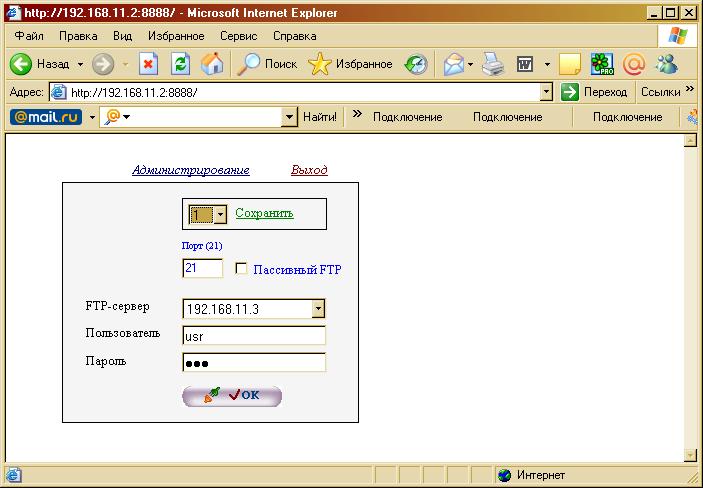 http://192.168.11.2:8888/ - Microsoft Internet Explorer
Файл Правка Вид Избранное Сервис Справка
Назад Поиск Избранное PRO
Адрес: http://192.168.11.2:8888/ Переход Ссылки »
@mail.ru @ Найти! » Подключение Подключение Подключение
Администрирование Выход
1 Сохранить
Порт (21)
21 Пассивный FTP
FTP-сервер 192.168.11.3
Пользователь usr
Пароль ●●●
OK
Интернет